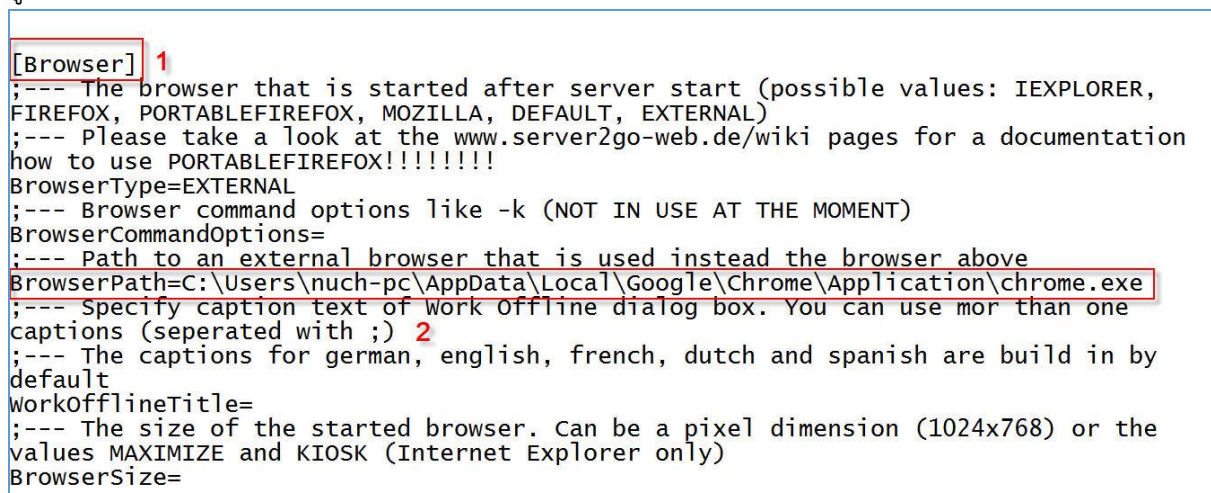 [Browser] 1
;--- The browser that is started after server start (possible values: IEXPLORER,
FIREFOX, PORTABLEFIREFOX, MOZILLA, DEFAULT, EXTERNAL)
;--- Please take a look at the www.server2go-web.de/wiki pages for a documentation
how to use PORTABLEFIREFOX!!!!!!!!
BrowserType=EXTERNAL
;--- Browser command options like -k (NOT IN USE AT THE MOMENT)
BrowserCommandOptions=
;--- Path to an external browser that is used instead the browser above
BrowserPath=C:\Users\nuch-pc\AppData\Local\Google\Chrome\Application\chrome.exe
;--- Specify caption text of Work Offline dialog box. You can use mor than one
captions (seperated with ;) 2
;--- The captions for german, english, french, dutch and spanish are build in by
default
WorkOfflineTitle=
;--- The size of the started browser. Can be a pixel dimension (1024x768) or the
values MAXIMIZE and KIOSK (Internet Explorer only)
BrowserSize=